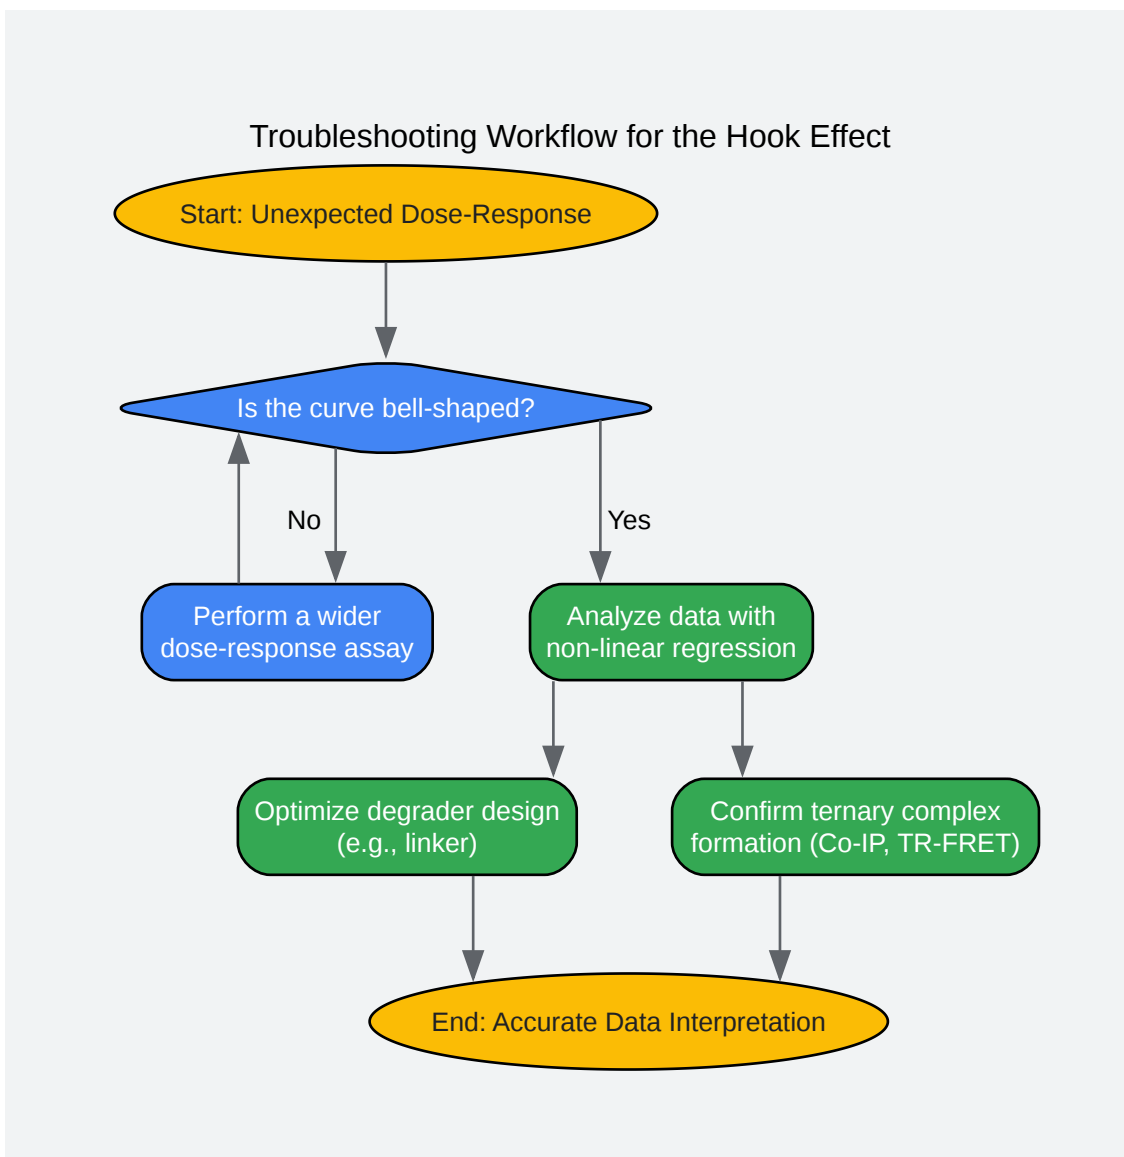 Troubleshooting Workflow for the Hook Effect
Start: Unexpected Dose-Response
Is the curve bell-shaped?
No
Yes
Perform a wider
dose-response assay
Analyze data with
non-linear regression
Optimize degrader design
(e.g., linker)
Confirm ternary complex
formation (Co-IP, TR-FRET)
End: Accurate Data Interpretation